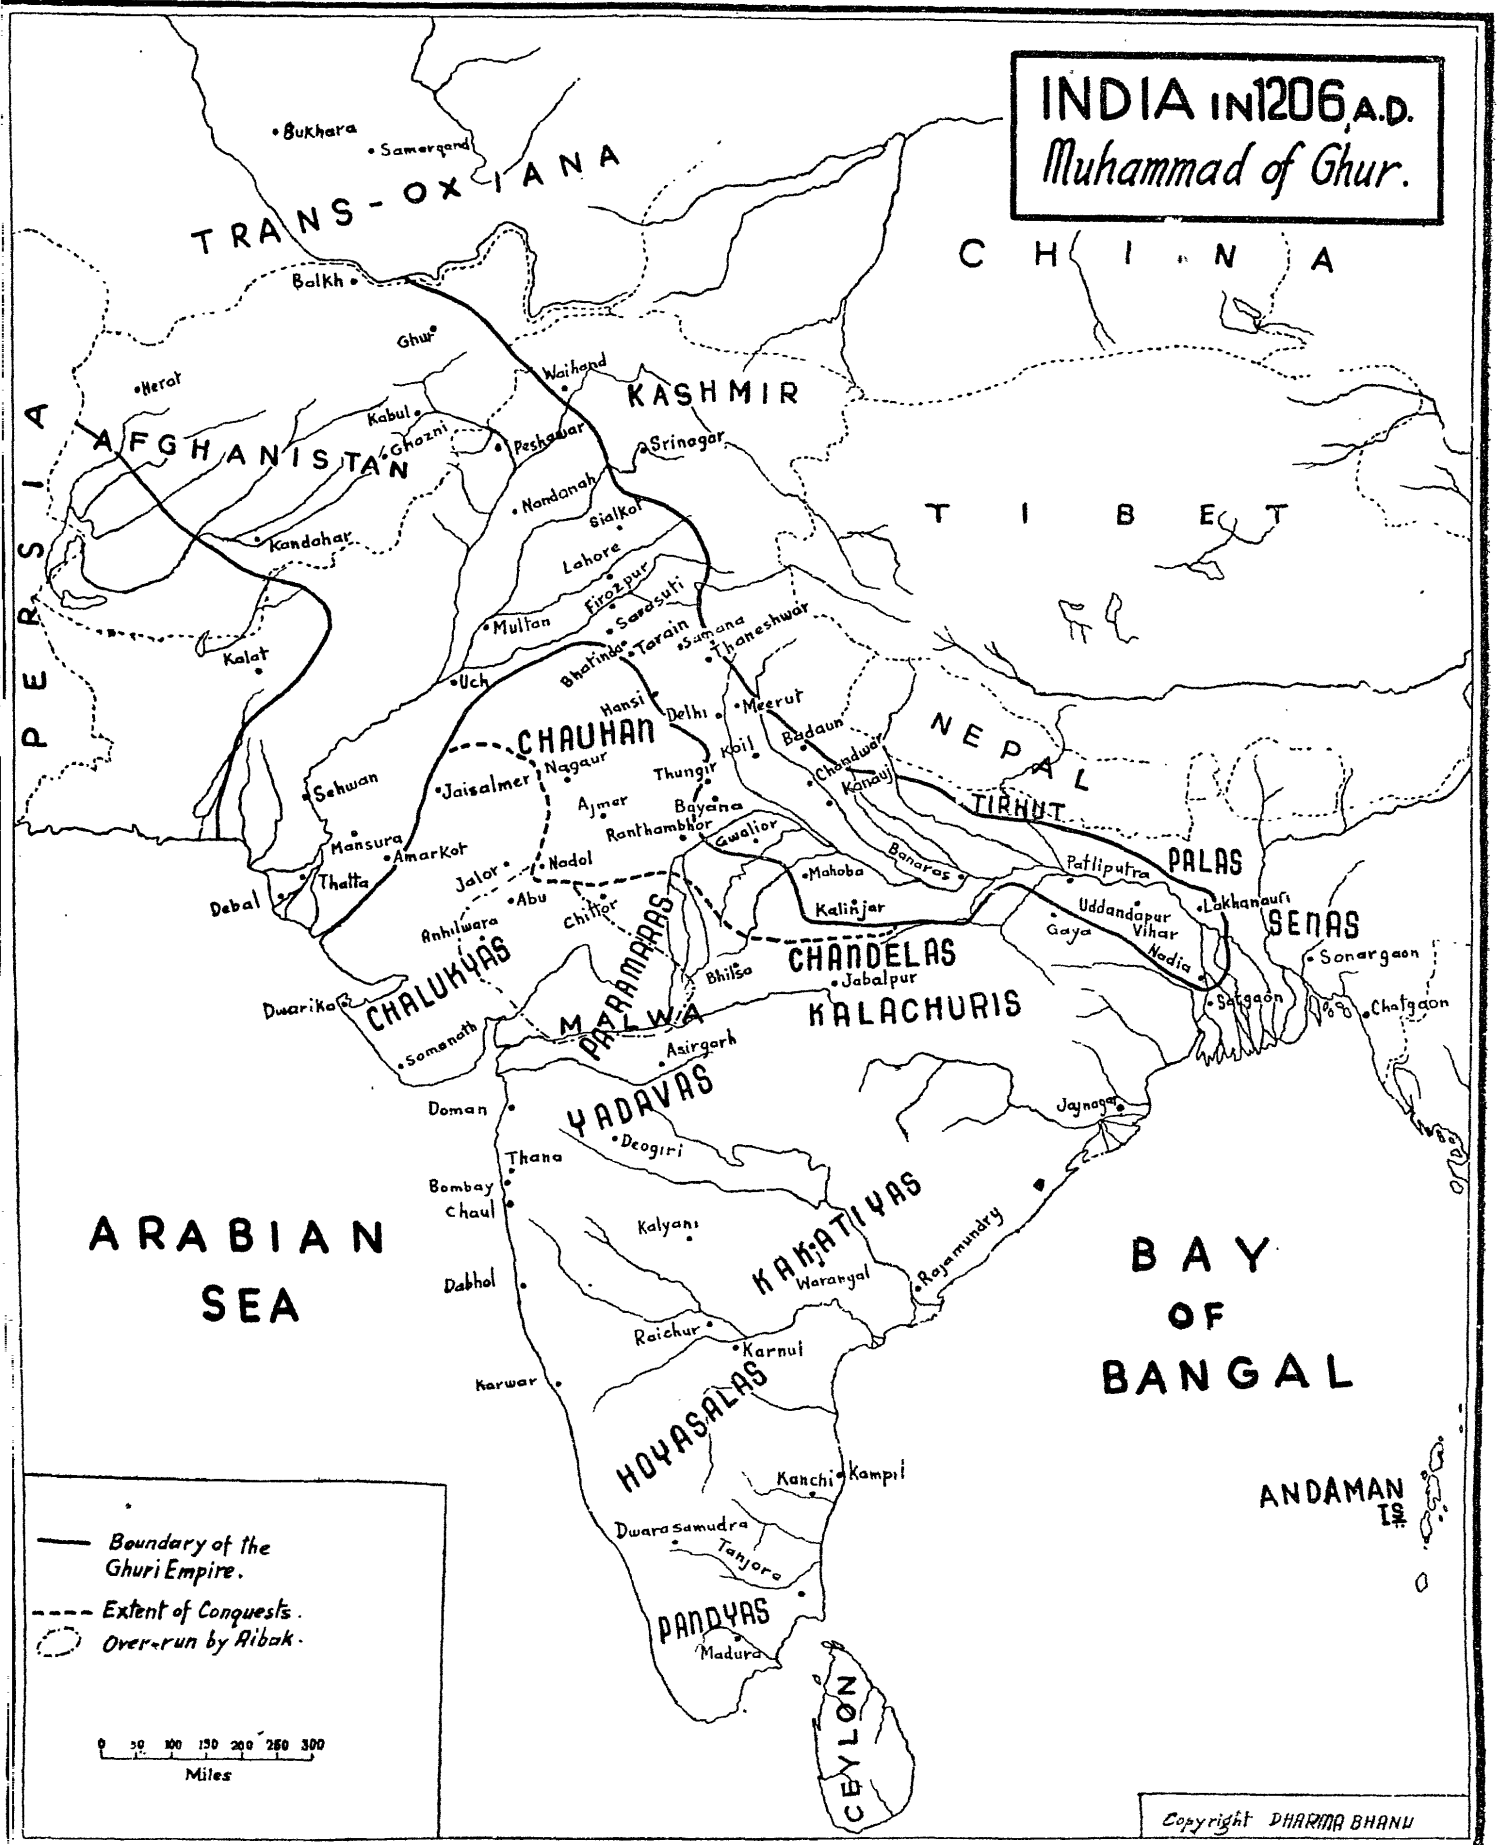 INDIA IN 1206, A.D.
Muhammad of Ghur.
Bukhara
Samarqand
TRANS-OXIANA
CHINA
Balkh
Ghur
Herat
Waihand
KASHMIR
Kabul
Ghazni
AFGHANISTAN
Peshawar
Srinagar
PERSIA
Nandanah
Sialkot
TIBET
Kandahar
Lahore
Firozpur
Sarasuti
Multan
Tarain
Samana
Thaneshwar
Bhatinda
Kalat
Uch
Hansi
Delhi
Meerut
NEPAL
CHAUHAN
Koil
Badaun
Chandwar
Kanauj
Sehwan
Jaisalmer
Nagaur
Thungir
Ajmer
Bayana
TIRHUT
Ranthambhor
Gwalior
Mansura
Amarkot
Banaras
Patliputra
PALAS
Jalor
Nadol
Mahoba
Thatta
Debal
Abu
Chittor
Kalinjar
Uddandapur
Vihar
Lakhanauti
SENAS
Gaya
Anhilwara
Nadia
Sonargaon
CHALUKYAS
PARAMARAS
CHANDELAS
Bhilsa
Jabalpur
Dwarika
KALACHURIS
Satgaon
Chatgaon
MALWA
Somanath
Asirgarh
YADAVAS
Doman
Jajnagar
Deogiri
Thana
Bombay
Chaul
KAKATIYAS
Kalyani
ARABIAN
SEA
Warangal
Rajamundry
BAY
OF
BANGAL
Dabhol
Raichur
Karnul
Karwar
HOYASALAS
Kanchi
Kampil
ANDAMAN
IS.
Dwarasamudra
Tanjora
PANDYAS
Madura
CEYLON
Boundary of the
Ghuri Empire.
Extent of Conquests.
Over-run by Aibak.
0 50 100 150 200 250 300
Miles
Copyright DHARMA BHANU